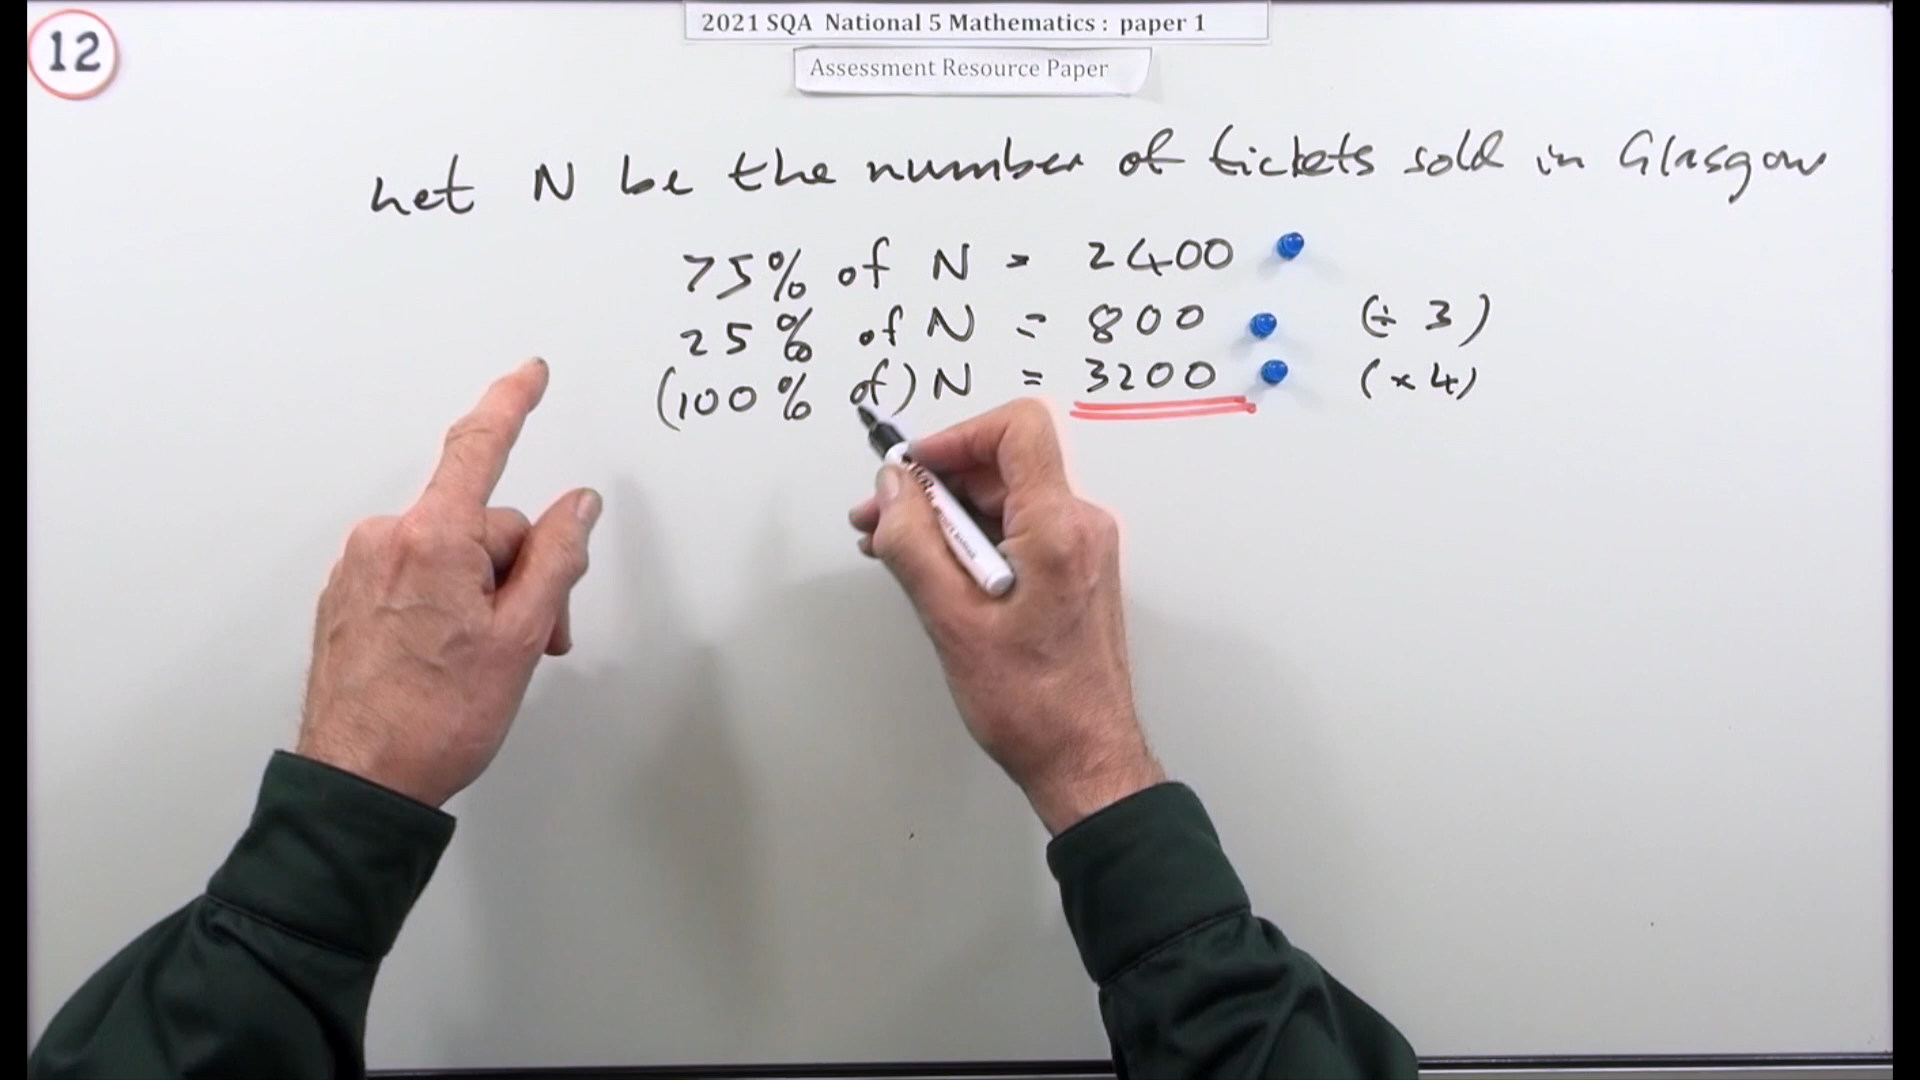 12
2021 SQA National 5 Mathematics : paper 1
Assessment Resource Paper
Let N be the number of tickets sold in Glasgow
75% of N = 2400
25% of N = 800 (÷ 3)
(100% of) N = 3200 (× 4)